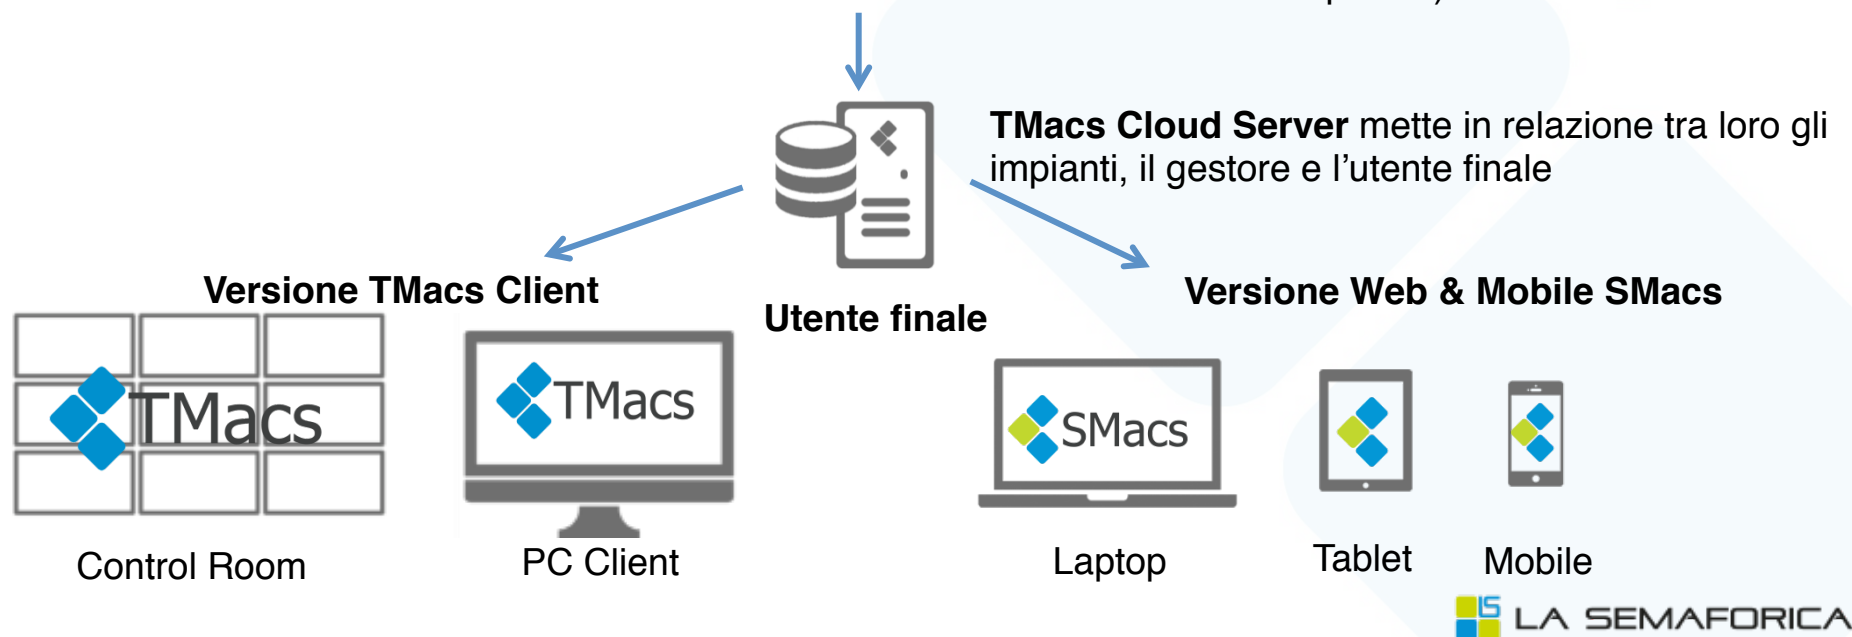 TMacs Cloud Server mette in relazione tra loro gli
impianti, il gestore e l’utente finale
Versione TMacs Client
Utente finale
Versione Web & Mobile SMacs
TMacs
TMacs
SMacs
Control Room
PC Client
Laptop
Tablet
Mobile
LA SEMAFORICA